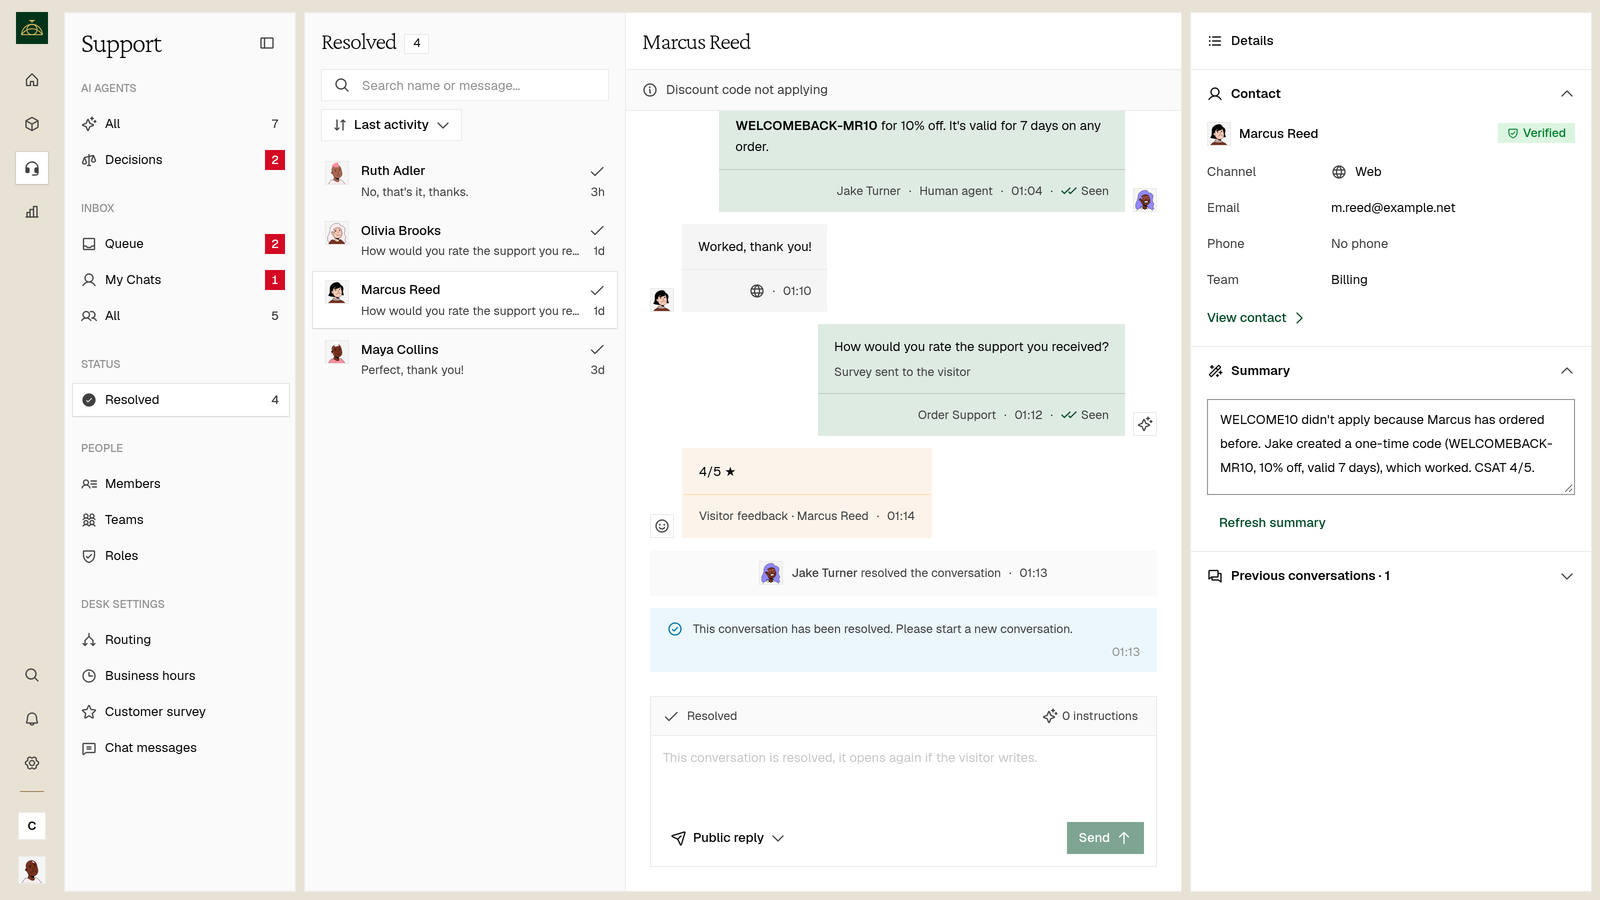 Support
AI AGENTS
All 7
Decisions 2
INBOX
Queue 2
My Chats 1
All 5
STATUS
Resolved 4
PEOPLE
Members
Teams
Roles
DESK SETTINGS
Routing
Business hours
Customer survey
Chat messages
C
Resolved 4
Search name or message...
Last activity
Ruth Adler
No, that's it, thanks. 3h
Olivia Brooks
How would you rate the support you re... 1d
Marcus Reed
How would you rate the support you re... 1d
Maya Collins
Perfect, thank you! 3d
Marcus Reed
Discount code not applying
WELCOMEBACK-MR10 for 10% off. It's valid for 7 days on any
order.
Jake Turner · Human agent · 01:04 · Seen
Worked, thank you!
· 01:10
How would you rate the support you received?
Survey sent to the visitor
Order Support · 01:12 · Seen
4/5 ★
Visitor feedback · Marcus Reed · 01:14
Jake Turner resolved the conversation · 01:13
This conversation has been resolved. Please start a new conversation.
01:13
Resolved 0 instructions
This conversation is resolved, it opens again if the visitor writes.
Public reply Send
Details
Contact
Marcus Reed Verified
Channel Web
Email m.reed@example.net
Phone No phone
Team Billing
View contact
Summary
WELCOME10 didn't apply because Marcus has ordered
before. Jake created a one-time code (WELCOMEBACK-
MR10, 10% off, valid 7 days), which worked. CSAT 4/5.
Refresh summary
Previous conversations · 1